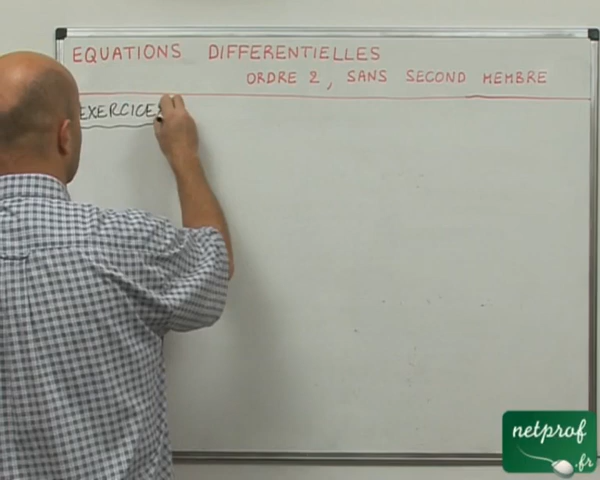 EQUATIONS DIFFERENTIELLES
ORDRE 2, SANS SECOND MEMBRE
EXERCICES
netprof
.fr